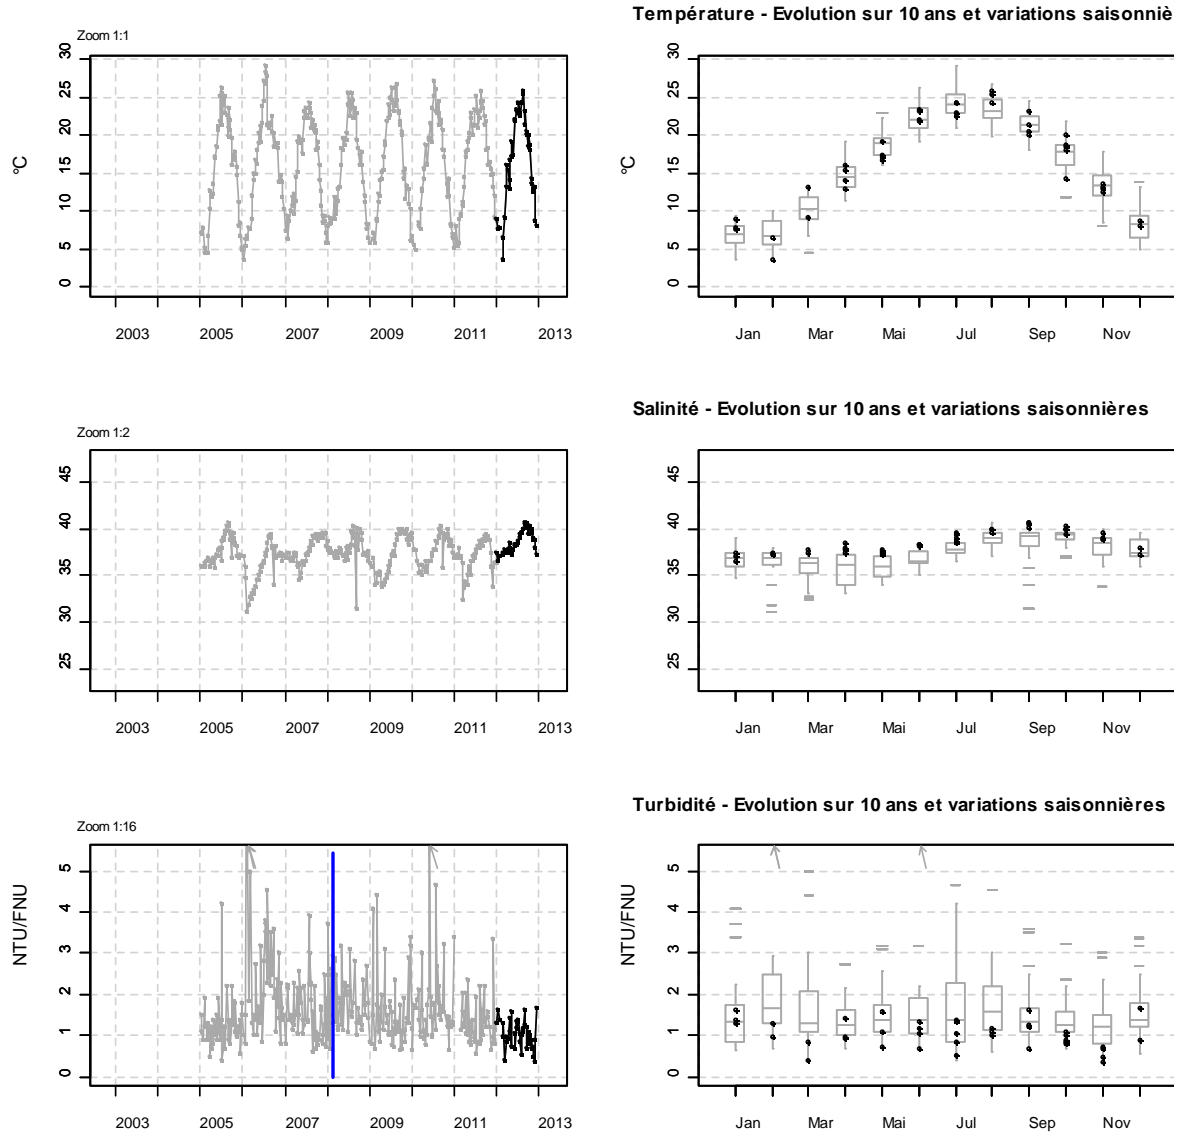 Température - Evolution sur 10 ans et variations saisonniè
Zoom 1:1
°C
30
25
20
15
10
5
0
2003 2005 2007 2009 2011 2013
°C
30
25
20
15
10
5
0
Jan Mar Mai Jul Sep Nov
Salinité - Evolution sur 10 ans et variations saisonnières
Zoom 1:2
45
40
35
30
25
2003 2005 2007 2009 2011 2013
45
40
35
30
25
Jan Mar Mai Jul Sep Nov
Turbidité - Evolution sur 10 ans et variations saisonnières
Zoom 1:16
NTU/FNU
5
4
3
2
1
0
2003 2005 2007 2009 2011 2013
NTU/FNU
5
4
3
2
1
0
Jan Mar Mai Jul Sep Nov